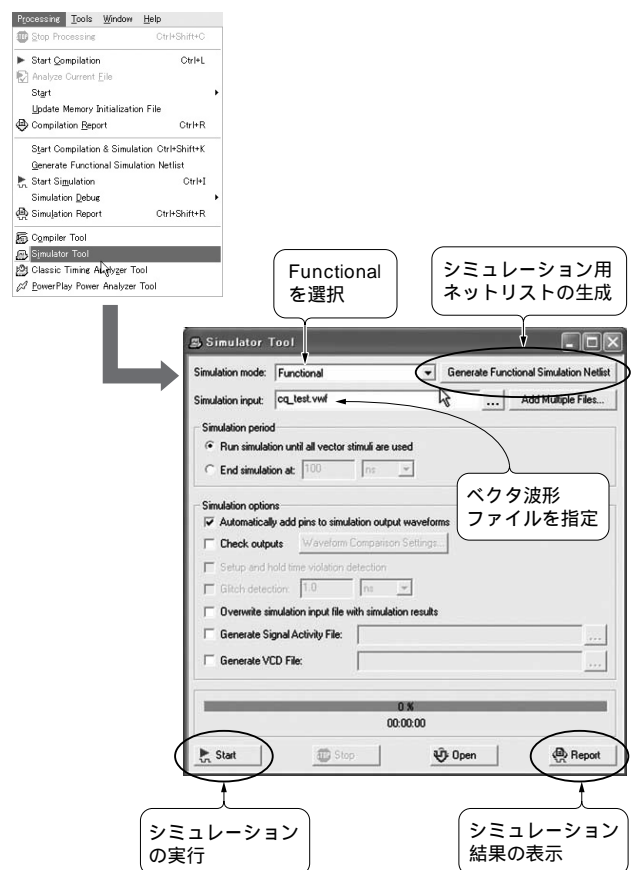 Processing Tools Window Help
Stop Processing Ctrl+Shift+C
Start Compilation Ctrl+L
Analyze Current File
Start
Update Memory Initialization File
Compilation Report Ctrl+R
Start Compilation & Simulation Ctrl+Shift+K
Generate Functional Simulation Netlist
Start Simulation Ctrl+I
Simulation Debug
Simulation Report Ctrl+Shift+R
Compiler Tool
Simulator Tool
Classic Timing Analyzer Tool
PowerPlay Power Analyzer Tool
Functional
を選択
シミュレーション用
ネットリストの生成
Simulator Tool
Simulation mode: Functional Generate Functional Simulation Netlist
Simulation input: cq_test.vwf ... Add Multiple Files...
Simulation period
Run simulation until all vector stimuli are used
End simulation at: 100 ns
ベクタ波形
ファイルを指定
Simulation options
Automatically add pins to simulation output waveforms
Check outputs Waveform Comparison Settings...
Setup and hold time violation detection
Glitch detection: 1.0 ns
Overwrite simulation input file with simulation results
Generate Signal Activity File: ...
Generate VCD File: ...
0 %
00:00:00
Start Stop Open Report
シミュレーション
の実行
シミュレーション
結果の表示